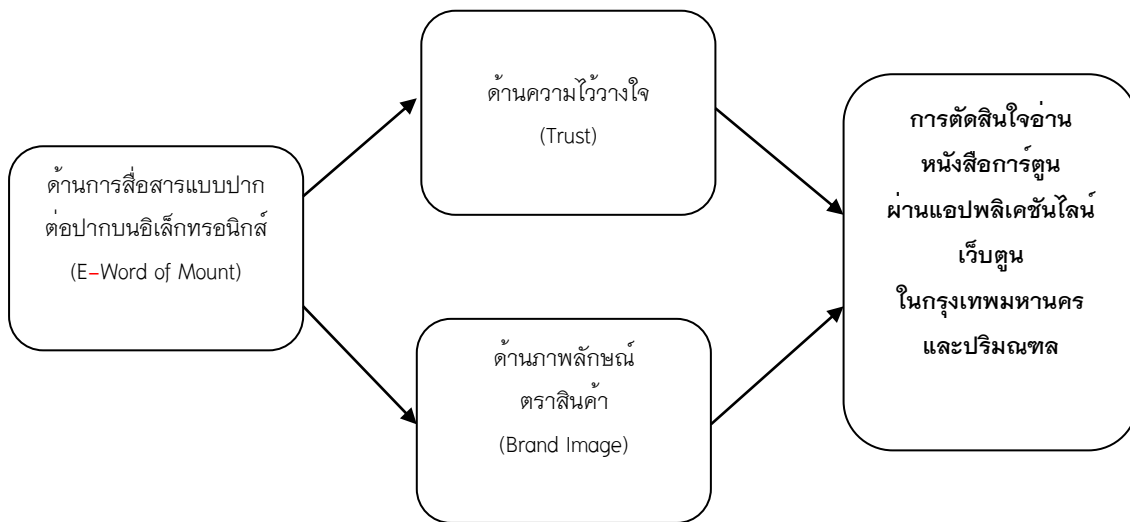 ด้านการสื่อสารแบบปาก
ต่อปากบนอิเล็กทรอนิกส์
(E-Word of Mount)
ด้านความไว้วางใจ
(Trust)
ด้านภาพลักษณ์
ตราสินค้า
(Brand Image)
การตัดสินใจอ่าน
หนังสือการ์ตูน
ผ่านแอปพลิเคชันไลน์
เว็บตูน
ในกรุงเทพมหานคร
และปริมณฑล